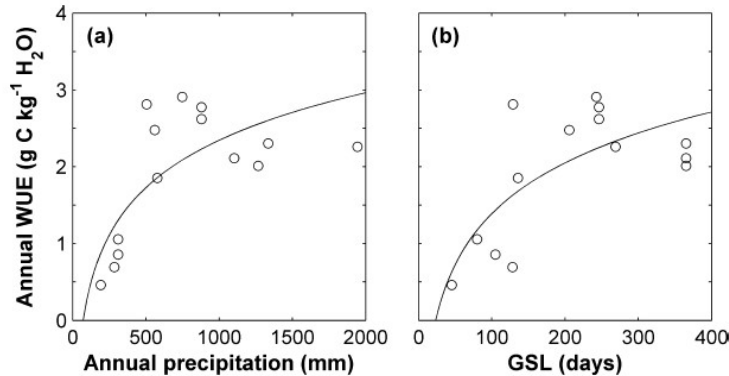 Annual WUE (g C kg⁻¹ H₂O)
4
3
2
1
0
(a)
0 500 1000 1500 2000
Annual precipitation (mm)
(b)
0 100 200 300 400
GSL (days)